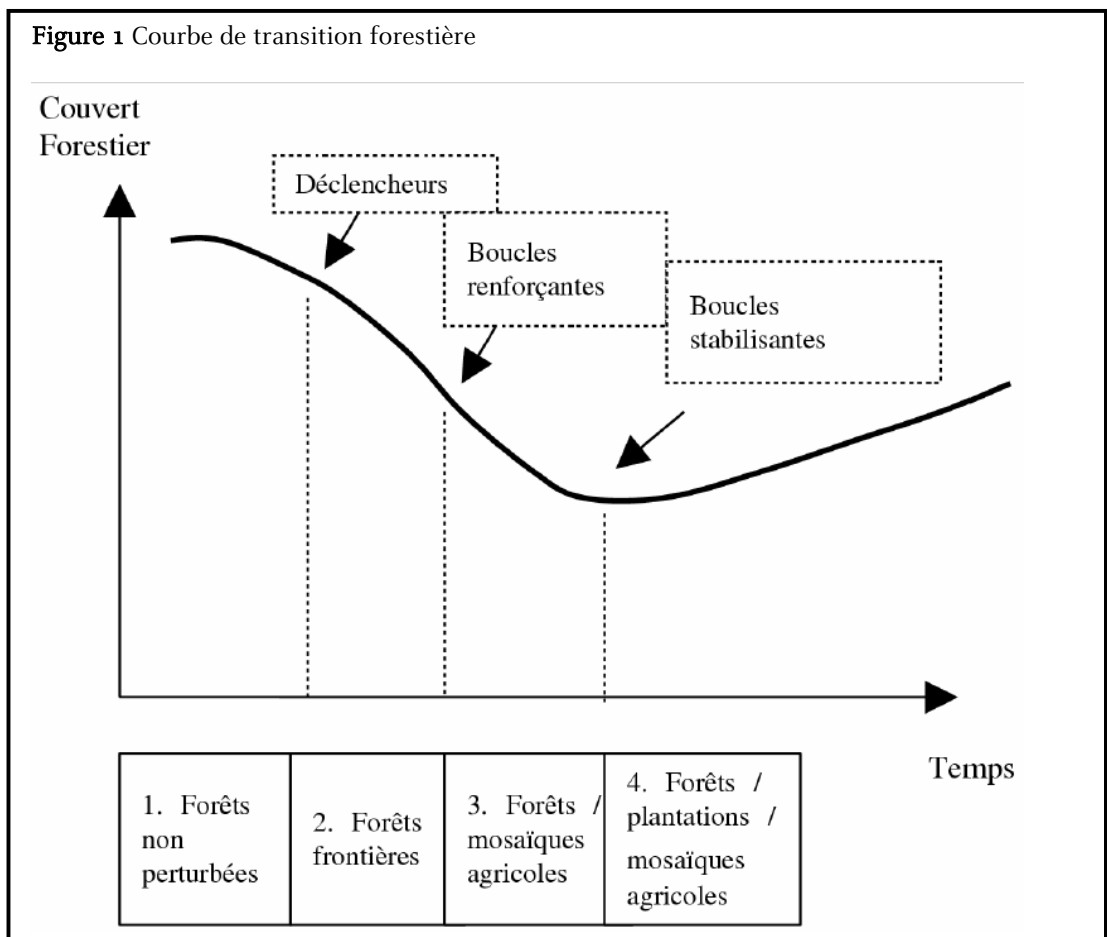 Figure 1 Courbe de transition forestière
Couvert
Forestier
Déclencheurs
Boucles
renforçantes
Boucles
stabilisantes
Temps
1. Forêts
non
perturbées
2. Forêts
frontières
3. Forêts /
mosaïques
agricoles
4. Forêts /
plantations /
mosaïques
agricoles